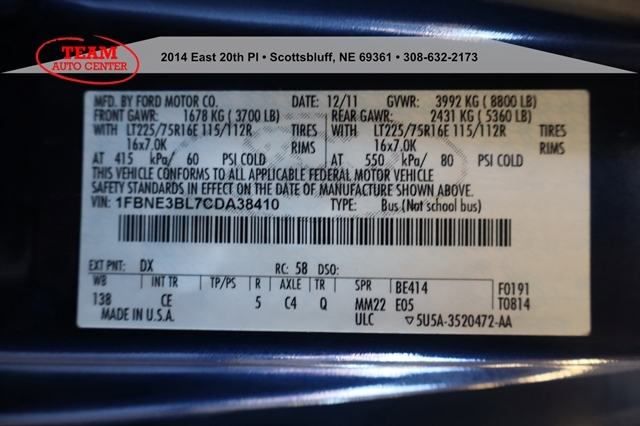 TEAM
AUTO CENTER
2014 East 20th Pl • Scottsbluff, NE 69361 • 308-632-2173
MFD. BY FORD MOTOR CO. DATE: 12/11 GVWR: 3992 KG ( 8800 LB)
FRONT GAWR: 1678 KG ( 3700 LB) REAR GAWR: 2431 KG ( 5360 LB)
WITH LT225/75R16E 115/112R TIRES WITH LT225/75R16E 115/112R TIRES
16x7.0K RIMS 16x7.0K RIMS
AT 415 kPa/ 60 PSI COLD AT 550 kPa/ 80 PSI COLD
THIS VEHICLE CONFORMS TO ALL APPLICABLE FEDERAL MOTOR VEHICLE
SAFETY STANDARDS IN EFFECT ON THE DATE OF MANUFACTURE SHOWN ABOVE.
VIN: 1FBNE3BL7CDA38410 TYPE: Bus (Not school bus)
EXT PNT: DX RC: 58 DSO:
WB INT TR TP/PS R AXLE TR SPR BE414 F0191
138 CE 5 C4 Q MM22 E05 T0814
MADE IN U.S.A. ULC 5U5A-3520472-AA